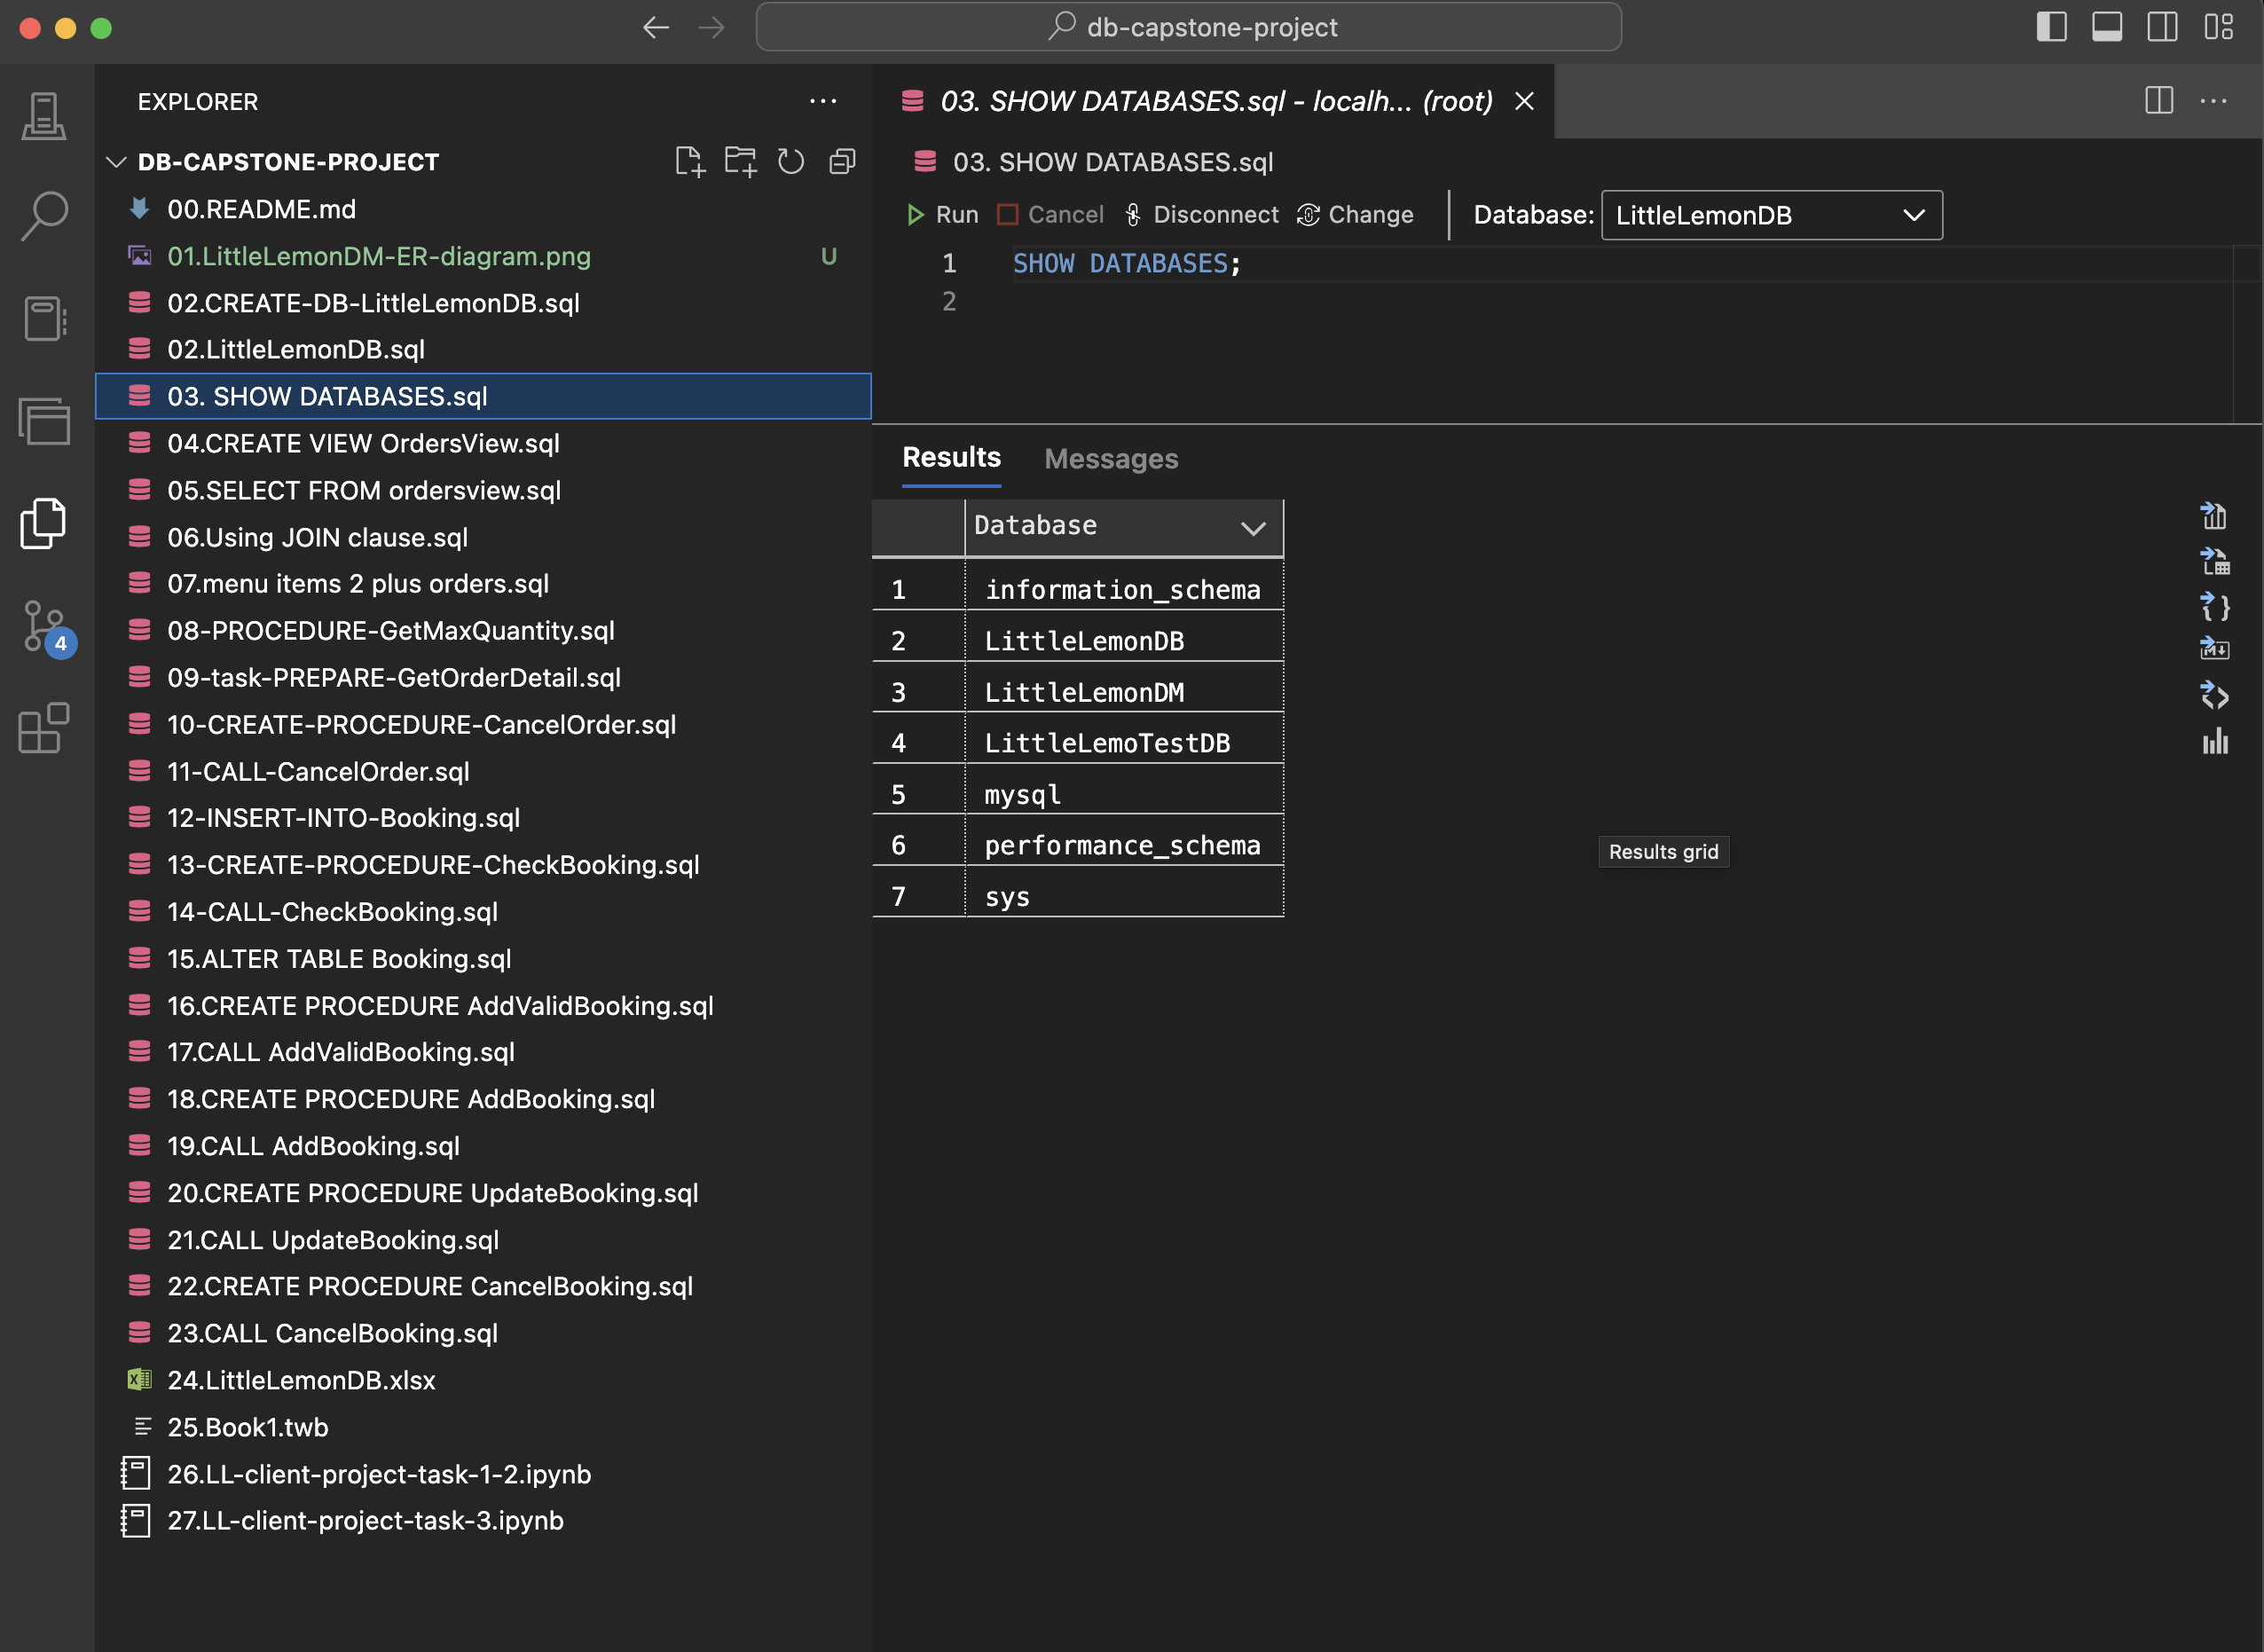 db-capstone-project
EXPLORER
DB-CAPSTONE-PROJECT
00.README.md
01.LittleLemonDM-ER-diagram.png U
02.CREATE-DB-LittleLemonDB.sql
02.LittleLemonDB.sql
03. SHOW DATABASES.sql
04.CREATE VIEW OrdersView.sql
05.SELECT FROM ordersview.sql
06.Using JOIN clause.sql
07.menu items 2 plus orders.sql
08-PROCEDURE-GetMaxQuantity.sql
09-task-PREPARE-GetOrderDetail.sql
10-CREATE-PROCEDURE-CancelOrder.sql
11-CALL-CancelOrder.sql
12-INSERT-INTO-Booking.sql
13-CREATE-PROCEDURE-CheckBooking.sql
14-CALL-CheckBooking.sql
15.ALTER TABLE Booking.sql
16.CREATE PROCEDURE AddValidBooking.sql
17.CALL AddValidBooking.sql
18.CREATE PROCEDURE AddBooking.sql
19.CALL AddBooking.sql
20.CREATE PROCEDURE UpdateBooking.sql
21.CALL UpdateBooking.sql
22.CREATE PROCEDURE CancelBooking.sql
23.CALL CancelBooking.sql
24.LittleLemonDB.xlsx
25.Book1.twb
26.LL-client-project-task-1-2.ipynb
27.LL-client-project-task-3.ipynb
4
03. SHOW DATABASES.sql - localh... (root)
03. SHOW DATABASES.sql
Run Cancel Disconnect Change Database: LittleLemonDB
1 SHOW DATABASES;
2
Results Messages
Database
1 information_schema
2 LittleLemonDB
3 LittleLemonDM
4 LittleLemoTestDB
5 mysql
6 performance_schema
7 sys
Results grid